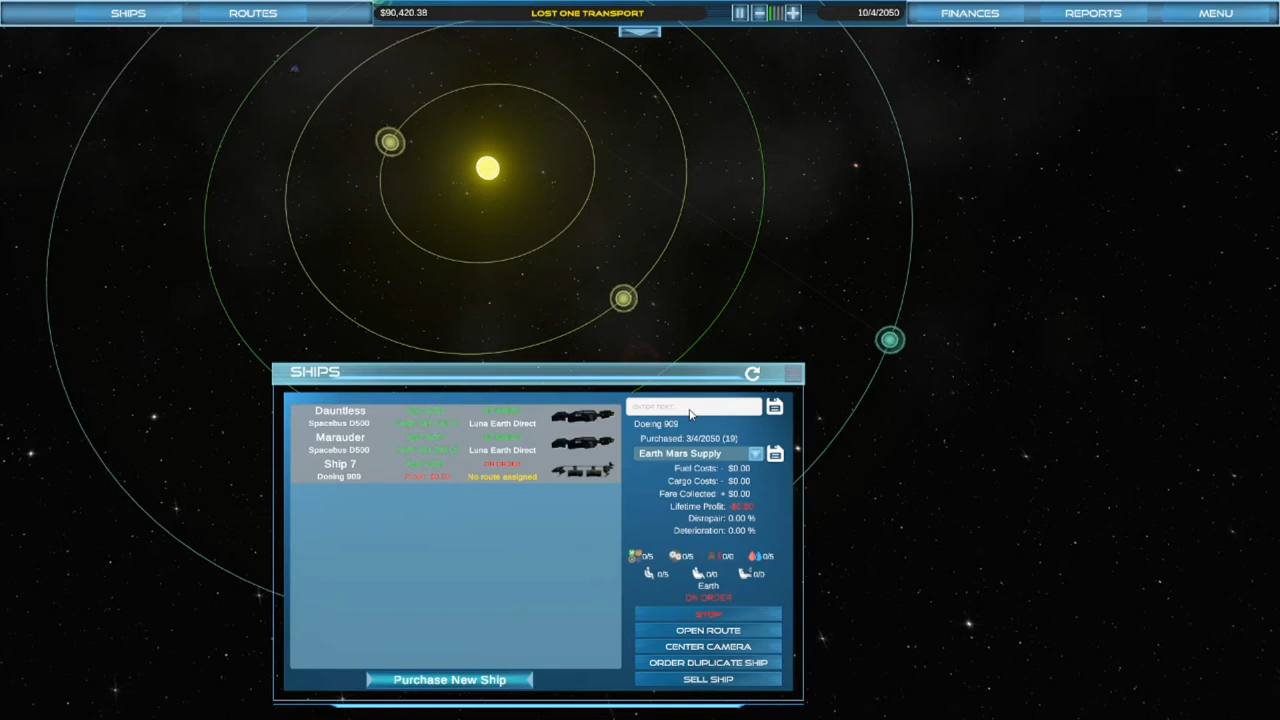 SHIPS ROUTES $90,420.38 LOST ONE TRANSPORT 10/4/2050 FINANCES REPORTS MENU
SHIPS
Dauntless
Spacebus D500 Luna Earth Direct
Marauder
Spacebus D500 Luna Earth Direct
Ship 7 ON ORDER
Doeing 909 No route assigned
Purchase New Ship
ENTER TEXT...
Doeing 909
Purchased: 3/4/2050 (19)
Earth Mars Supply
Fuel Costs: - $0.00
Cargo Costs: - $0.00
Fare Collected: + $0.00
Lifetime Profit:
Disrepair: 0.00 %
Deterioration: 0.00 %
0/5 0/5 0/0 0/5
0/5 0/0 0/0
Earth
ON ORDER
STOP
OPEN ROUTE
CENTER CAMERA
ORDER DUPLICATE SHIP
SELL SHIP